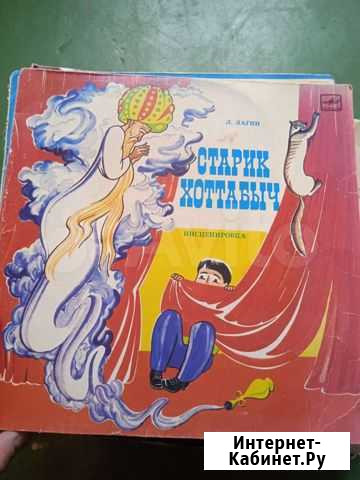 Л. ЛАГИН
СТАРИК
ХОТТАБЫЧ
ИНСЦЕНИРОВКА
Интернет-
Кабинет.Ру